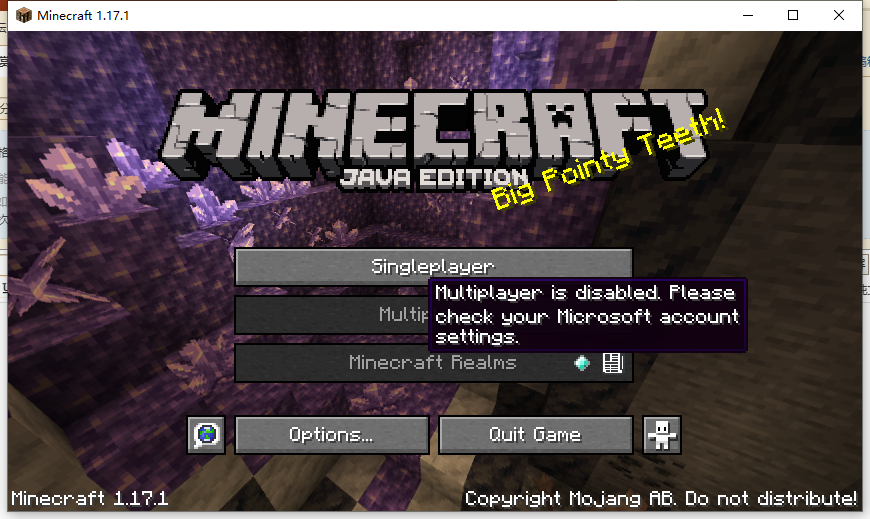 Minecraft 1.17.1
MINECRAFT
JAVA EDITION
Big Pointy Teeth!
Singleplayer
Multiplayer is disabled. Please
check your Microsoft account
settings.
Multip
Minecraft Realms
Options...
Quit Game
Minecraft 1.17.1
Copyright Mojang AB. Do not distribute!